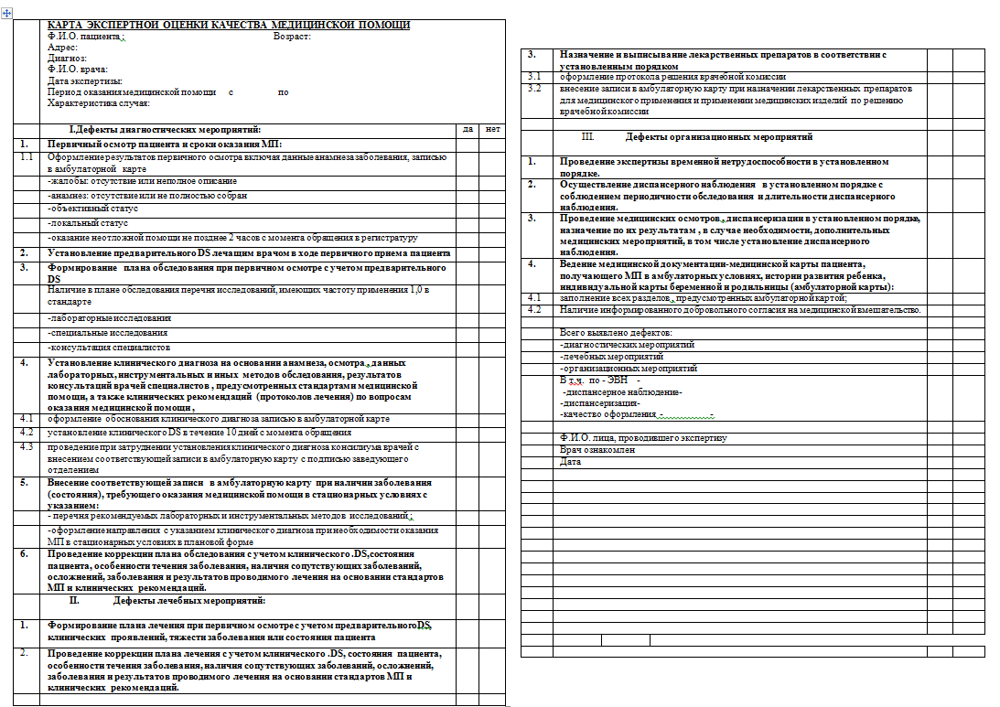 КАРТА ЭКСПЕРТНОЙ ОЦЕНКИ КАЧЕСТВА МЕДИЦИНСКОЙ ПОМОЩИ
Ф.И.О. пациента ; Возраст:
Адрес:
Диагноз:
Ф.И.О. врача:
Дата экспертизы:
Период оказания медицинской помощи с по
Характеристика случая:
I.Дефекты диагностических мероприятий: да нет
1. Первичный осмотр пациента и сроки оказания МП:
1.1 Оформление результатов первичного осмотра включая данные анамнеза заболевания, записью
в амбулаторной карте
-жалобы: отсутствие или неполное описание
-анамнез: отсутствие или не полностью собран
-объективный статус
-локальный статус
-оказание неотложной помощи не позднее 2 часов с момента обращения в регистратуру
2. Установление предварительного DS лечащим врачом в ходе первичного приема пациента
3. Формирование плана обследования при первичном осмотре с учетом предварительного
DS
Наличие в плане обследования перечня исследований, имеющих частоту применения 1,0 в
стандарте
-лабораторные исследования
-специальные исследования
-консультация специалистов
4. Установление клинического диагноза на основании анамнеза, осмотра , данных
лабораторных, инструментальных и иных методов обследования, результатов
консультаций врачей специалистов , предусмотренных стандартами медицинской
помощи, а также клинических рекомендаций (протоколов лечения) по вопросам
оказания медицинской помощи ,
4.1 оформление обоснования клинического диагноза записью в амбулаторной карте
4.2 установление клинического DS в течение 10 дней с момента обращения
4.3 проведение при затруднении установления клинического диагноза консилиума врачей с
внесением соответствующей записи в амбулаторную карту с подписью заведующего
отделением
5. Внесение соответствующей записи в амбулаторную карту при наличии заболевания
(состояния), требующего оказания медицинской помощи в стационарных условиях с
указанием:
- перечня рекомендуемых лабораторных и инструментальных методов исследований ;
-оформление направления с указанием клинического диагноза при необходимости оказания
МП в стационарных условиях в плановой форме
6. Проведение коррекции плана обследования с учетом клинического .DS,состояния
пациента, особенности течения заболевания, наличия сопутствующих заболеваний,
осложнений, заболевания и результатов проводимого лечения на основании стандартов
МП и клинических рекомендаций.
II. Дефекты лечебных мероприятий:
1. Формирование плана лечения при первичном осмотре с учетом предварительногоDS,
клинических проявлений, тяжести заболевания или состояния пациента
2. Проведение коррекции плана лечения с учетом клинического .DS, состояния пациента,
особенности течения заболевания, наличия сопутствующих заболеваний, осложнений,
заболевания и результатов проводимого лечения на основании стандартов МП и
клинических рекомендаций.
3. Назначение и выписывание лекарственных препаратов в соответствии с
установленным порядком
3.1 оформление протокола решения врачебной комиссии
3.2 внесение записи в амбулаторную карту при назначении лекарственных препаратов
для медицинского применения и применении медицинских изделий по решению
врачебной комиссии
III. Дефекты организационных мероприятий
1. Проведение экспертизы временной нетрудоспособности в установленном
порядке.
2. Осуществление диспансерного наблюдения в установленном порядке с
соблюдением периодичности обследования и длительности диспансерного
наблюдения.
3. Проведение медицинских осмотров , диспансеризации в установленном порядке,
назначение по их результатам , в случае необходимости, дополнительных
медицинских мероприятий, в том числе установление диспансерного
наблюдения.
4. Ведение медицинской документации-медицинской карты пациента,
получающего МП в амбулаторных условиях, истории развития ребенка,
индивидуальной карты беременной и родильницы (амбулаторной карты):
4.1 заполнение всех разделов , предусмотренных амбулаторной картой;
4.2 Наличие информированного добровольного согласия на медицинской вмешательство.
Всего выявлено дефектов:
-диагностических мероприятий
-лечебных мероприятий
-организационных мероприятий
В т.ч. по - ЭВН -
-диспансерное наблюдение-
-диспансеризация-
-качество оформления - -
Ф.И.О. лица, проводившего экспертизу
Врач ознакомлен
Дата